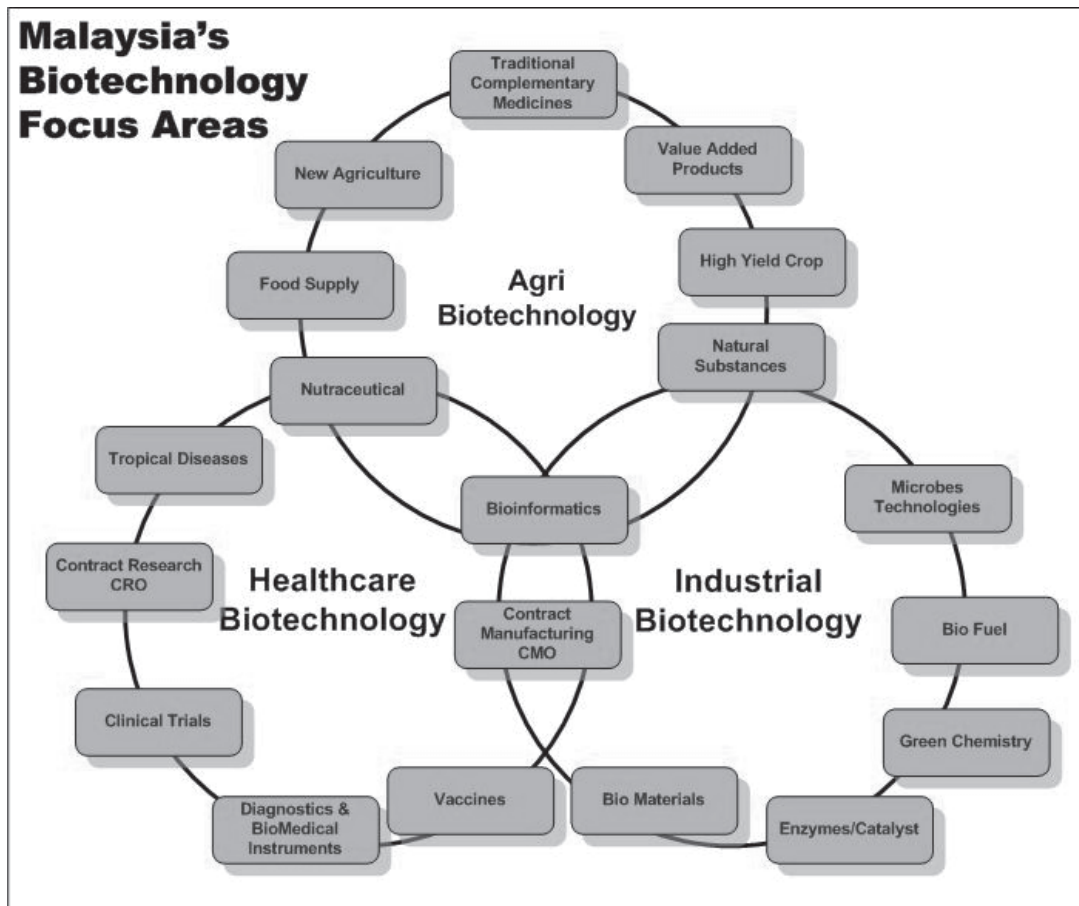 Malaysia's
Biotechnology
Focus Areas
Traditional
Complementary
Medicines
New Agriculture
Value Added
Products
Food Supply
High Yield Crop
Agri
Biotechnology
Natural
Substances
Nutraceutical
Tropical Diseases
Bioinformatics
Microbes
Technologies
Contract Research
CRO
Healthcare
Biotechnology
Industrial
Biotechnology
Contract
Manufacturing
CMO
Bio Fuel
Clinical Trials
Green Chemistry
Diagnostics &
BioMedical
Instruments
Vaccines
Bio Materials
Enzymes/Catalyst